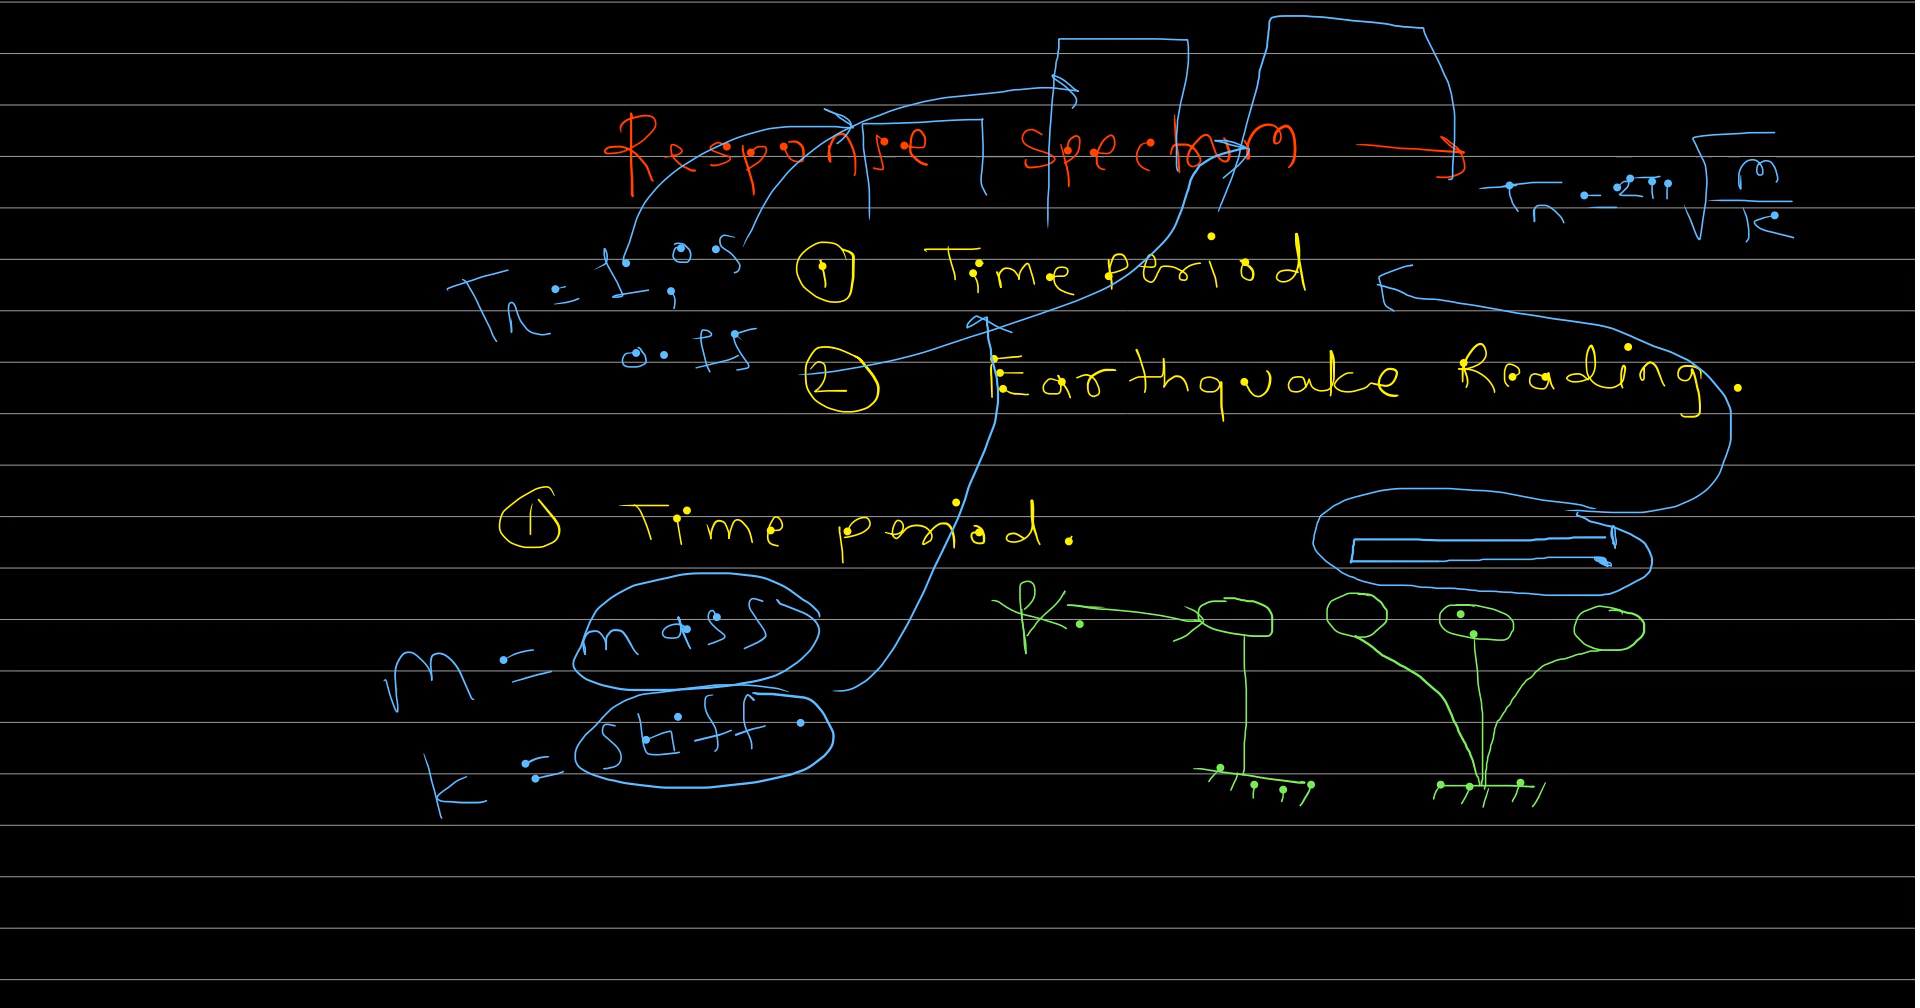 Response Spectrum →
Tn = 2π √m/k
Tn = 1.0s,
0.1s
① Time Period
② Earthquake Reading.
① Time period.
m = mass
k = stiff.